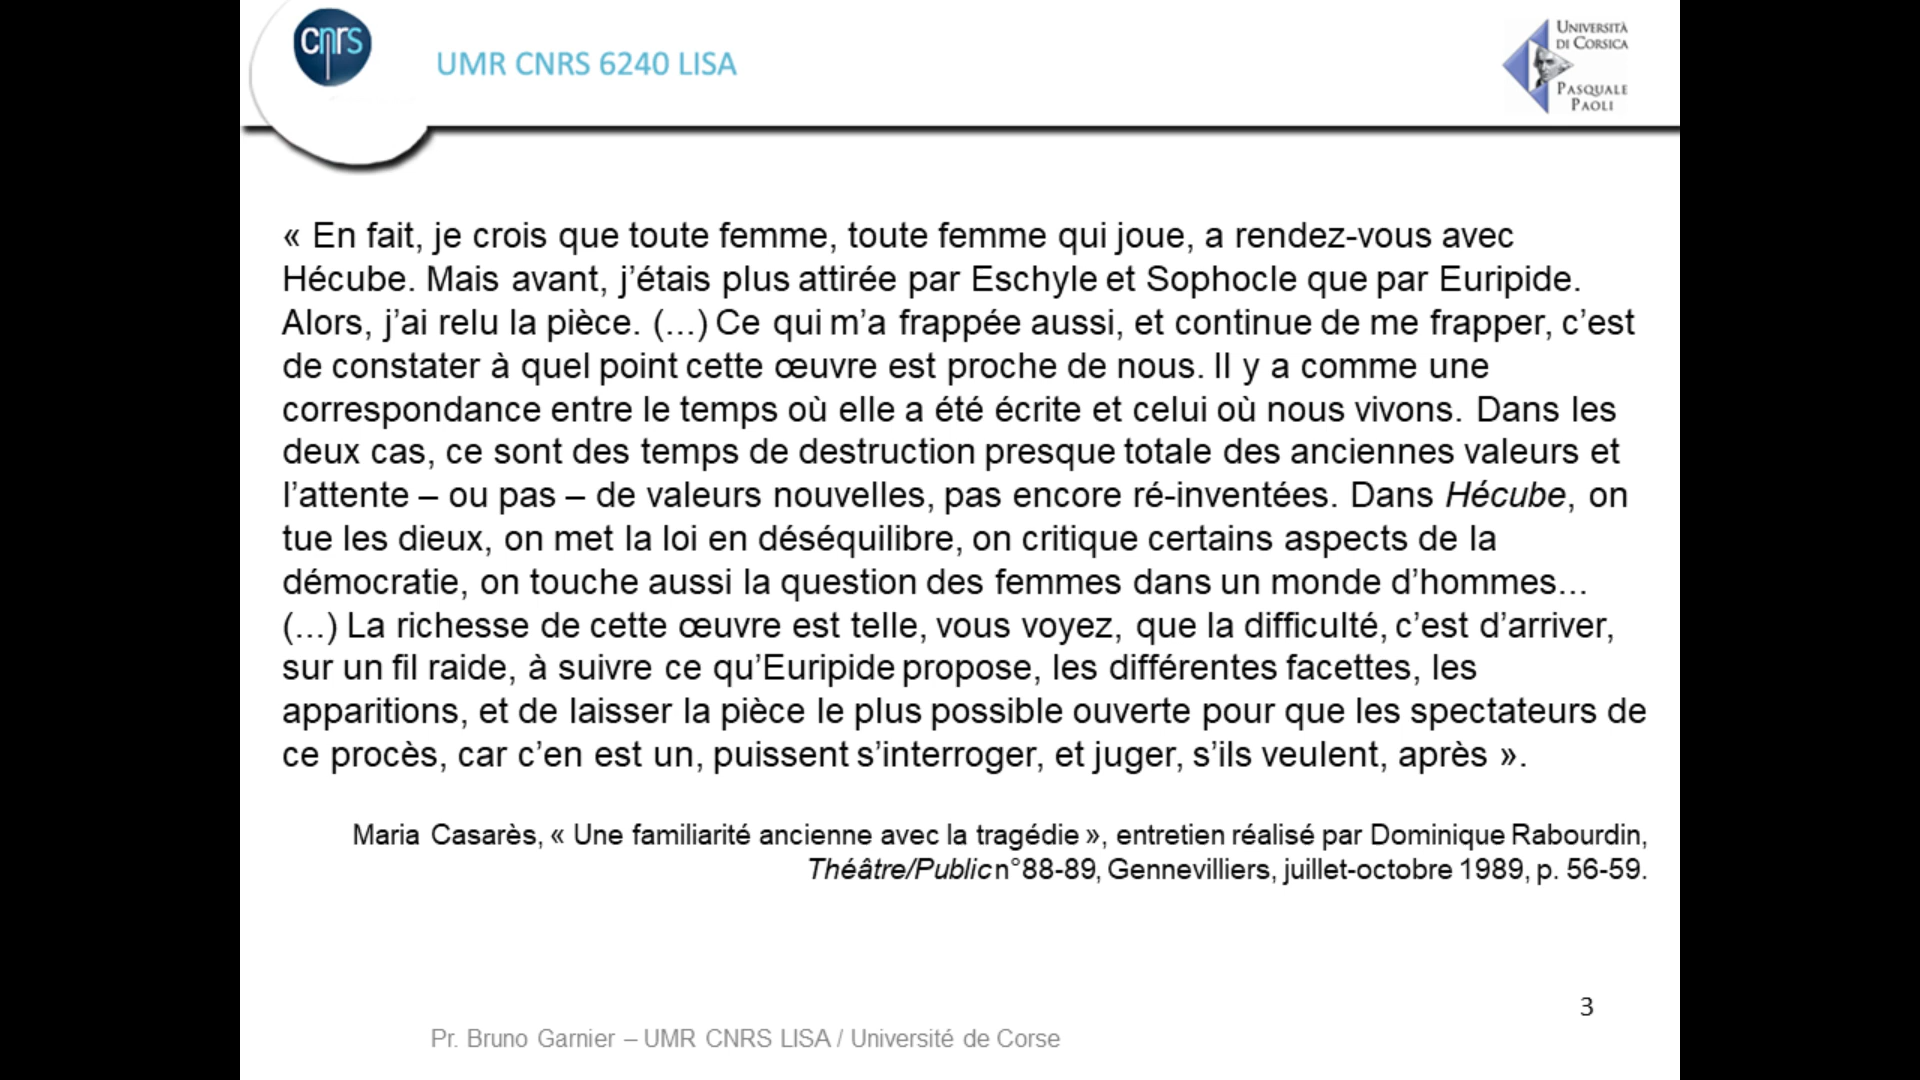 cnrs
UMR CNRS 6240 LISA
UNIVERSITÀ
DI CORSICA
PASQUALE
PAOLI
« En fait, je crois que toute femme, toute femme qui joue, a rendez-vous avec
Hécube. Mais avant, j’étais plus attirée par Eschyle et Sophocle que par Euripide.
Alors, j’ai relu la pièce. (...) Ce qui m’a frappée aussi, et continue de me frapper, c’est
de constater à quel point cette œuvre est proche de nous. Il y a comme une
correspondance entre le temps où elle a été écrite et celui où nous vivons. Dans les
deux cas, ce sont des temps de destruction presque totale des anciennes valeurs et
l’attente – ou pas – de valeurs nouvelles, pas encore ré-inventées. Dans Hécube, on
tue les dieux, on met la loi en déséquilibre, on critique certains aspects de la
démocratie, on touche aussi la question des femmes dans un monde d’hommes...
(...) La richesse de cette œuvre est telle, vous voyez, que la difficulté, c’est d’arriver,
sur un fil raide, à suivre ce qu’Euripide propose, les différentes facettes, les
apparitions, et de laisser la pièce le plus possible ouverte pour que les spectateurs de
ce procès, car c’en est un, puissent s’interroger, et juger, s’ils veulent, après ».
Maria Casarès, « Une familiarité ancienne avec la tragédie », entretien réalisé par Dominique Rabourdin,
Théâtre/Public n°88-89, Gennevilliers, juillet-octobre 1989, p. 56-59.
3
Pr. Bruno Garnier – UMR CNRS LISA / Université de Corse